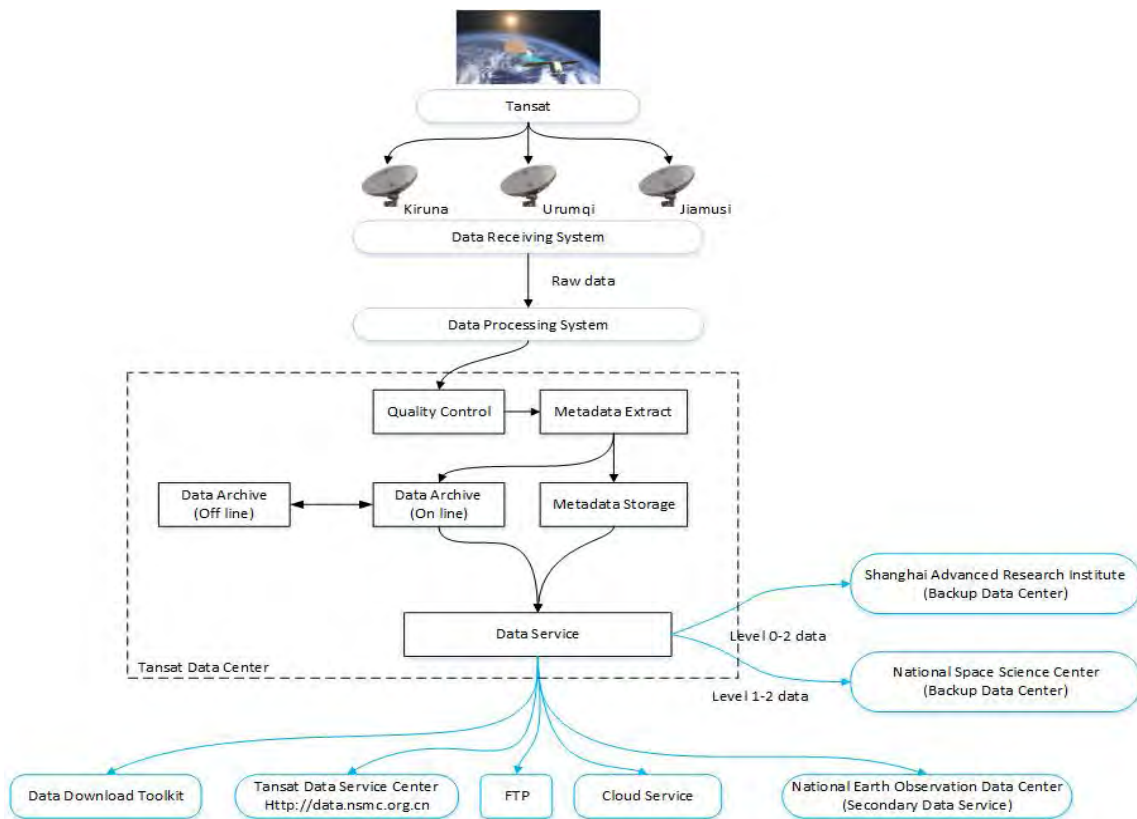 Tansat
Kiruna
Urumqi
Jiamusi
Data Receiving System
Raw data
Data Processing System
Quality Control
Metadata Extract
Data Archive
(Off line)
Data Archive
(On line)
Metadata Storage
Shanghai Advanced Research Institute
(Backup Data Center)
Data Service
Level 0-2 data
Tansat Data Center
National Space Science Center
(Backup Data Center)
Level 1-2 data
Data Download Toolkit
Tansat Data Service Center
Http://data.nsmc.org.cn
FTP
Cloud Service
National Earth Observation Data Center
(Secondary Data Service)